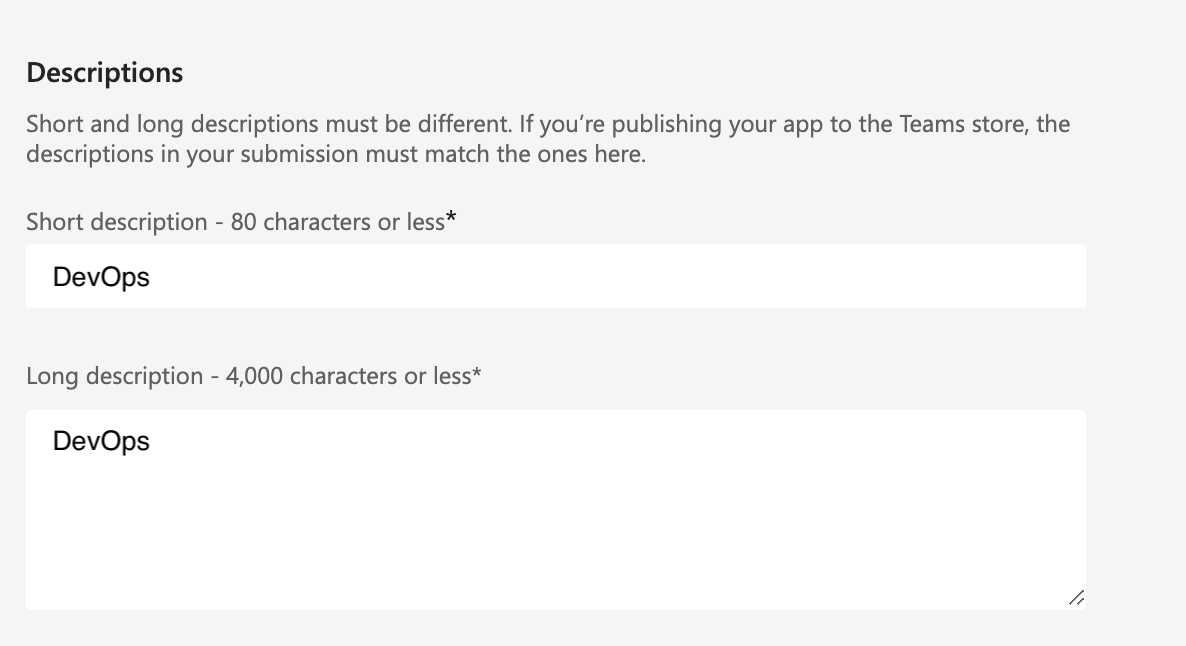 Descriptions
Short and long descriptions must be different. If you’re publishing your app to the Teams store, the
descriptions in your submission must match the ones here.
Short description - 80 characters or less*
DevOps
Long description - 4,000 characters or less*
DevOps